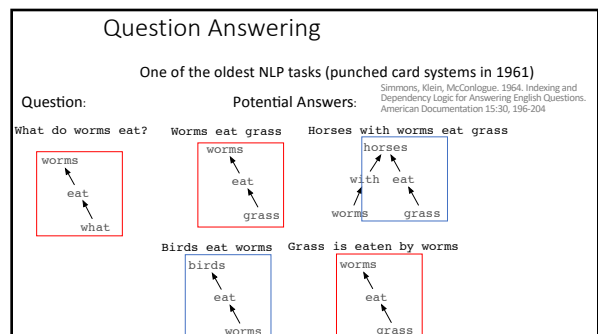 Question Answering
One of the oldest NLP tasks (punched card systems in 1961)
Simmons, Klein, McConlogue. 1964. Indexing and
Dependency Logic for Answering English Questions.
American Documentation 15:30, 196-204
Question:
Potential Answers:
What do worms eat?
worms
eat
what
Worms eat grass
worms
eat
grass
Horses with worms eat grass
horses
with eat
worms grass
Birds eat worms
birds
eat
worms
Grass is eaten by worms
worms
eat
grass